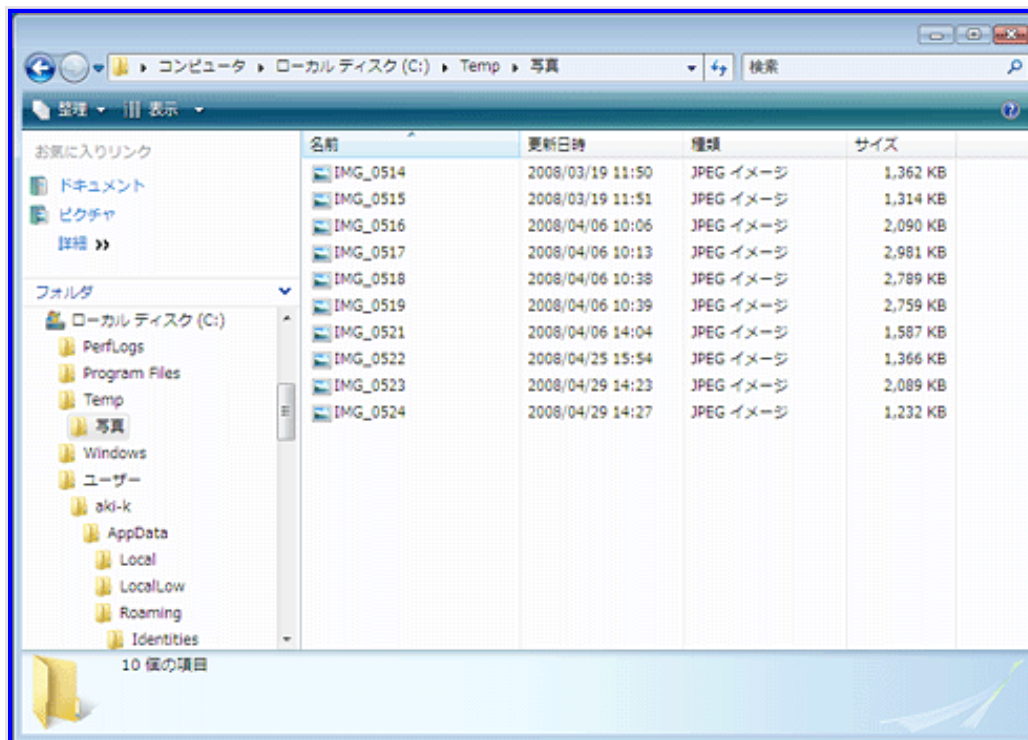 コンピュータ ローカル ディスク (C:) Temp 写真 検索
整理 表示
お気に入りリンク
ドキュメント
ピクチャ
詳細 »
フォルダ
ローカル ディスク (C:)
PerfLogs
Program Files
Temp
写真
Windows
ユーザー
aki-k
AppData
Local
LocalLow
Roaming
Identities
名前 更新日時 種類 サイズ
IMG_0514 2008/03/19 11:50 JPEG イメージ 1,362 KB
IMG_0515 2008/03/19 11:51 JPEG イメージ 1,314 KB
IMG_0516 2008/04/06 10:06 JPEG イメージ 2,090 KB
IMG_0517 2008/04/06 10:13 JPEG イメージ 2,981 KB
IMG_0518 2008/04/06 10:38 JPEG イメージ 2,789 KB
IMG_0519 2008/04/06 10:39 JPEG イメージ 2,759 KB
IMG_0521 2008/04/06 14:04 JPEG イメージ 1,587 KB
IMG_0522 2008/04/25 15:54 JPEG イメージ 1,366 KB
IMG_0523 2008/04/29 14:23 JPEG イメージ 2,089 KB
IMG_0524 2008/04/29 14:27 JPEG イメージ 1,232 KB
10 個の項目